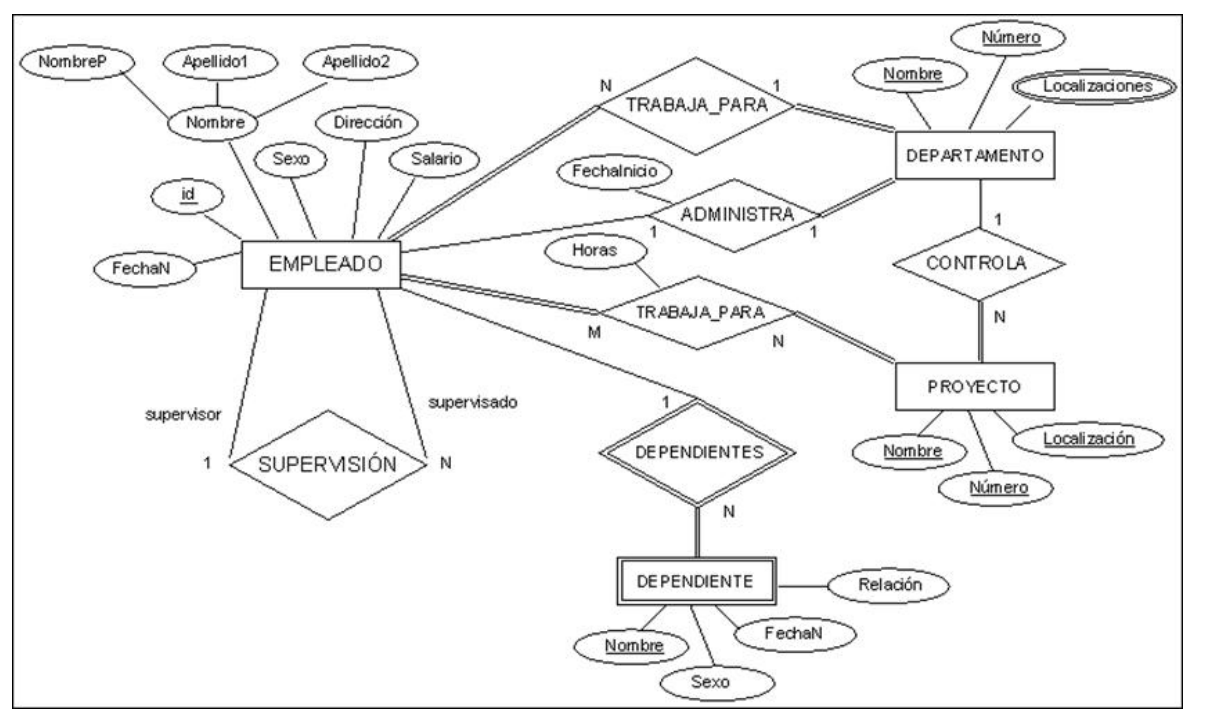 Número
NombreP
Apellido1
Apellido2
Nombre
Localizaciones
N
1
TRABAJA_PARA
Nombre
Dirección
Sexo
Salario
DEPARTAMENTO
FechaInicio
id
ADMINISTRA
1
1
1
Horas
EMPLEADO
CONTROLA
FechaN
TRABAJA_PARA
N
M
N
PROYECTO
supervisor
supervisado
1
Nombre
Localización
DEPENDIENTES
1
SUPERVISIÓN
N
Número
N
DEPENDIENTE
Relación
FechaN
Nombre
Sexo